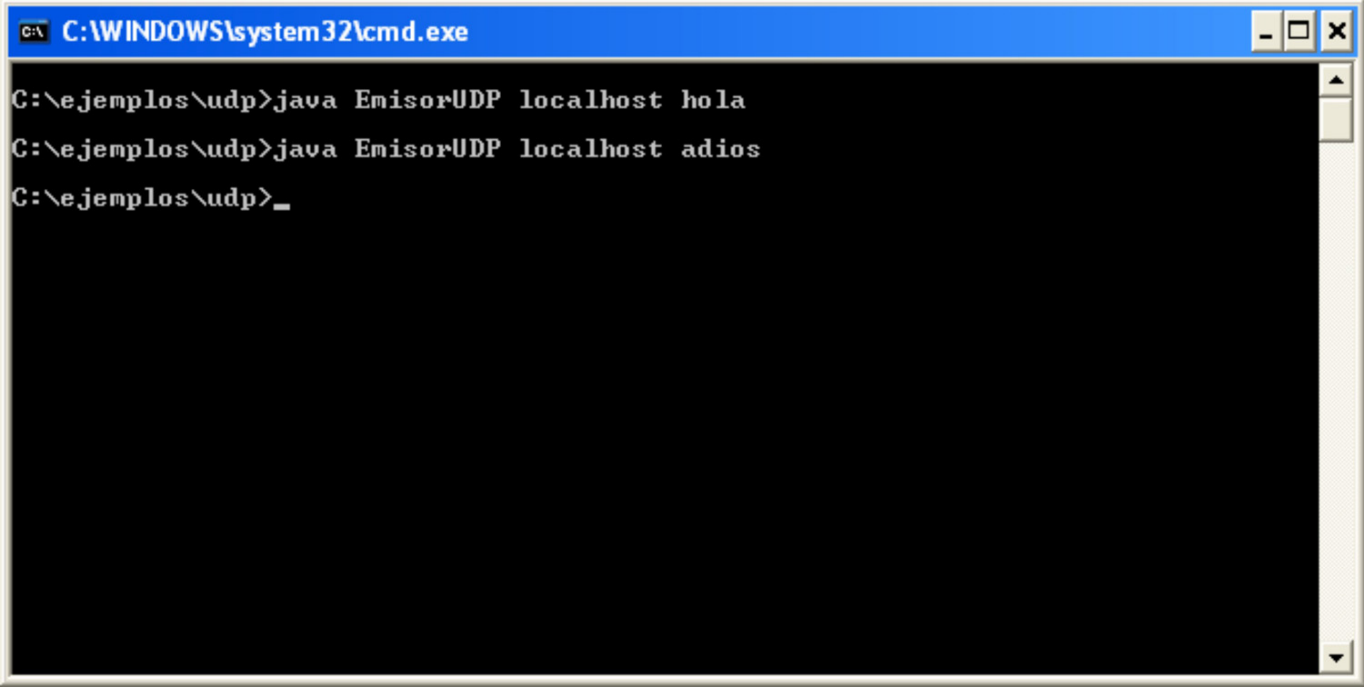 C:\WINDOWS\system32\cmd.exe
C:\ejemplos\udp>java EmisorUDP localhost hola
C:\ejemplos\udp>java EmisorUDP localhost adios
C:\ejemplos\udp>_